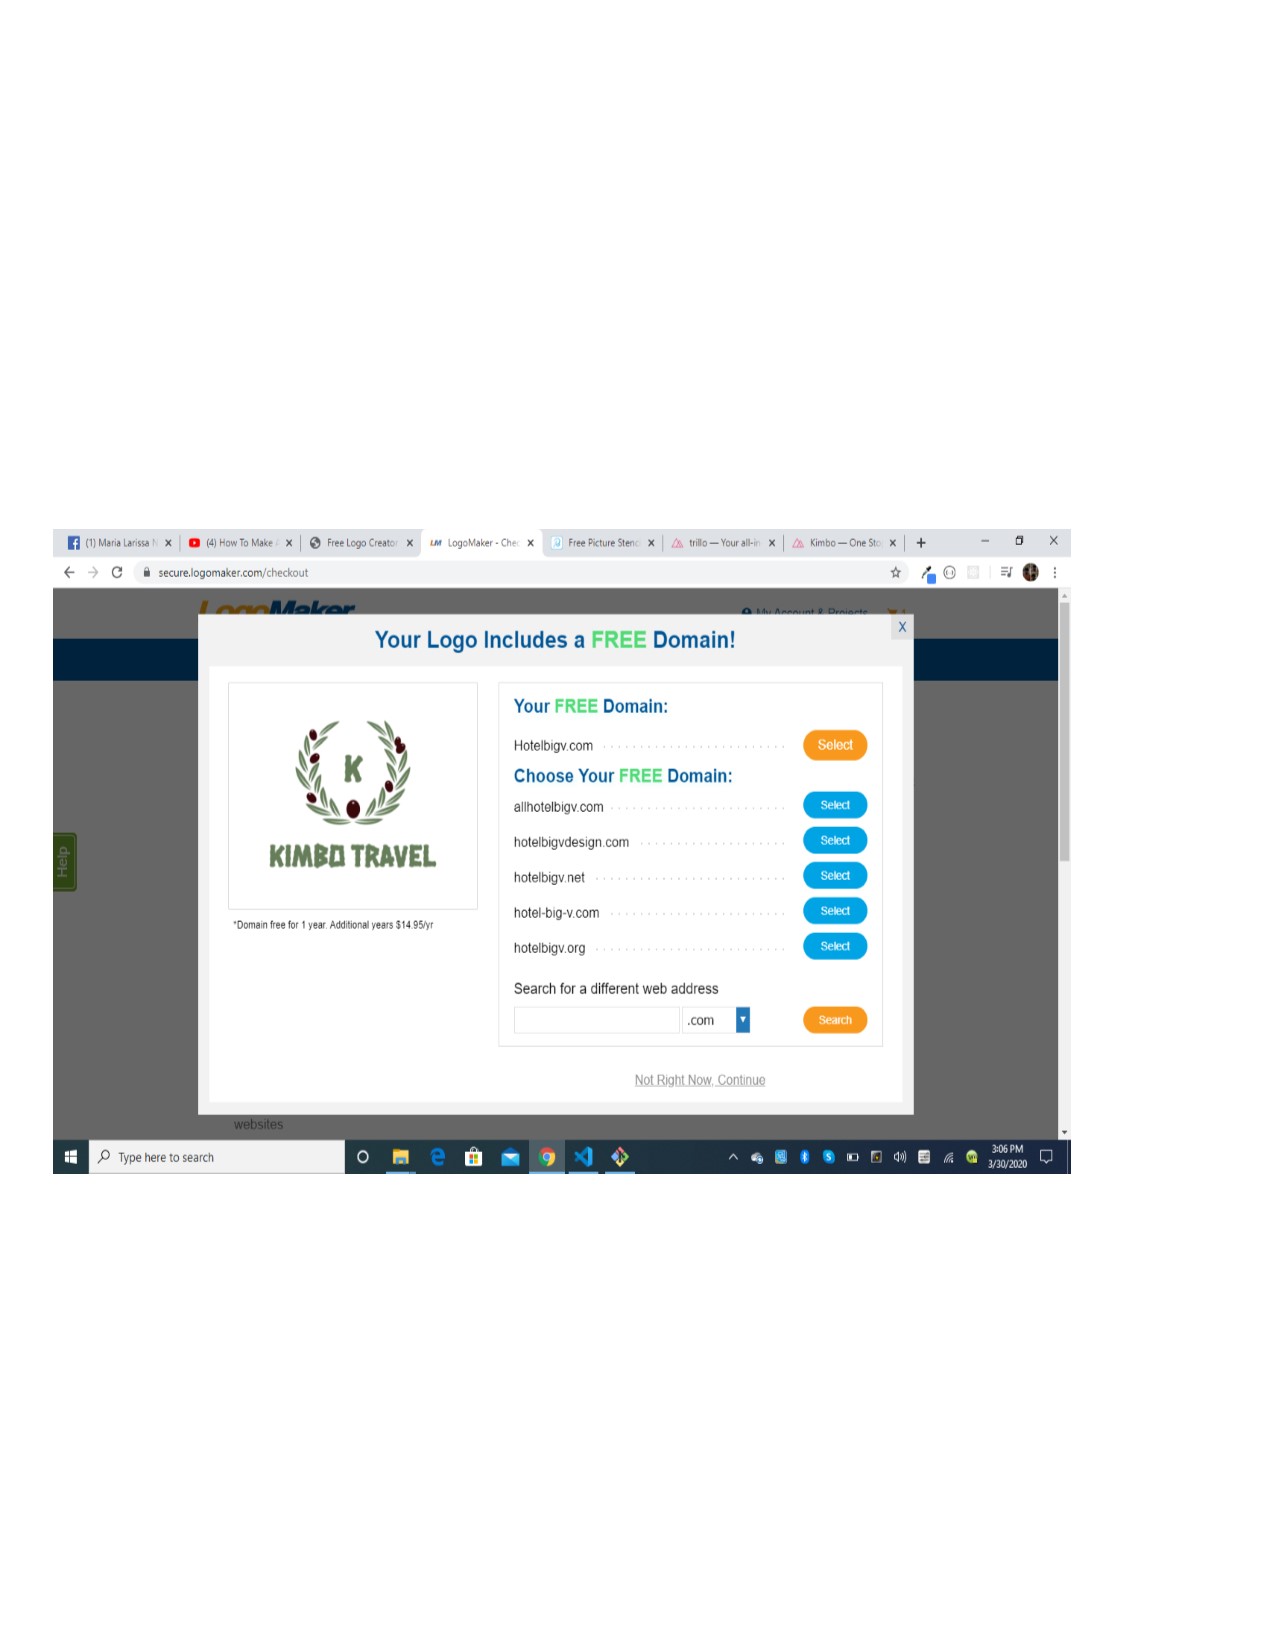 (1) Maria Larissa N
(4) How To Make A
Free Logo Creator
LM LogoMaker - Chec
Free Picture Stenc
trillo — Your all-in
Kimbo — One Sto
secure.logomaker.com/checkout
LogoMaker
My Account & Projects
1
X
Your Logo Includes a FREE Domain!
K
KIMBO TRAVEL
*Domain free for 1 year. Additional years $14.95/yr
Your FREE Domain:
Hotelbigv.com Select
Choose Your FREE Domain:
allhotelbigv.com Select
hotelbigvdesign.com Select
hotelbigv.net Select
hotel-big-v.com Select
hotelbigv.org Select
Search for a different web address
.com Search
Not Right Now, Continue
Help
websites
Type here to search
3:06 PM
3/30/2020